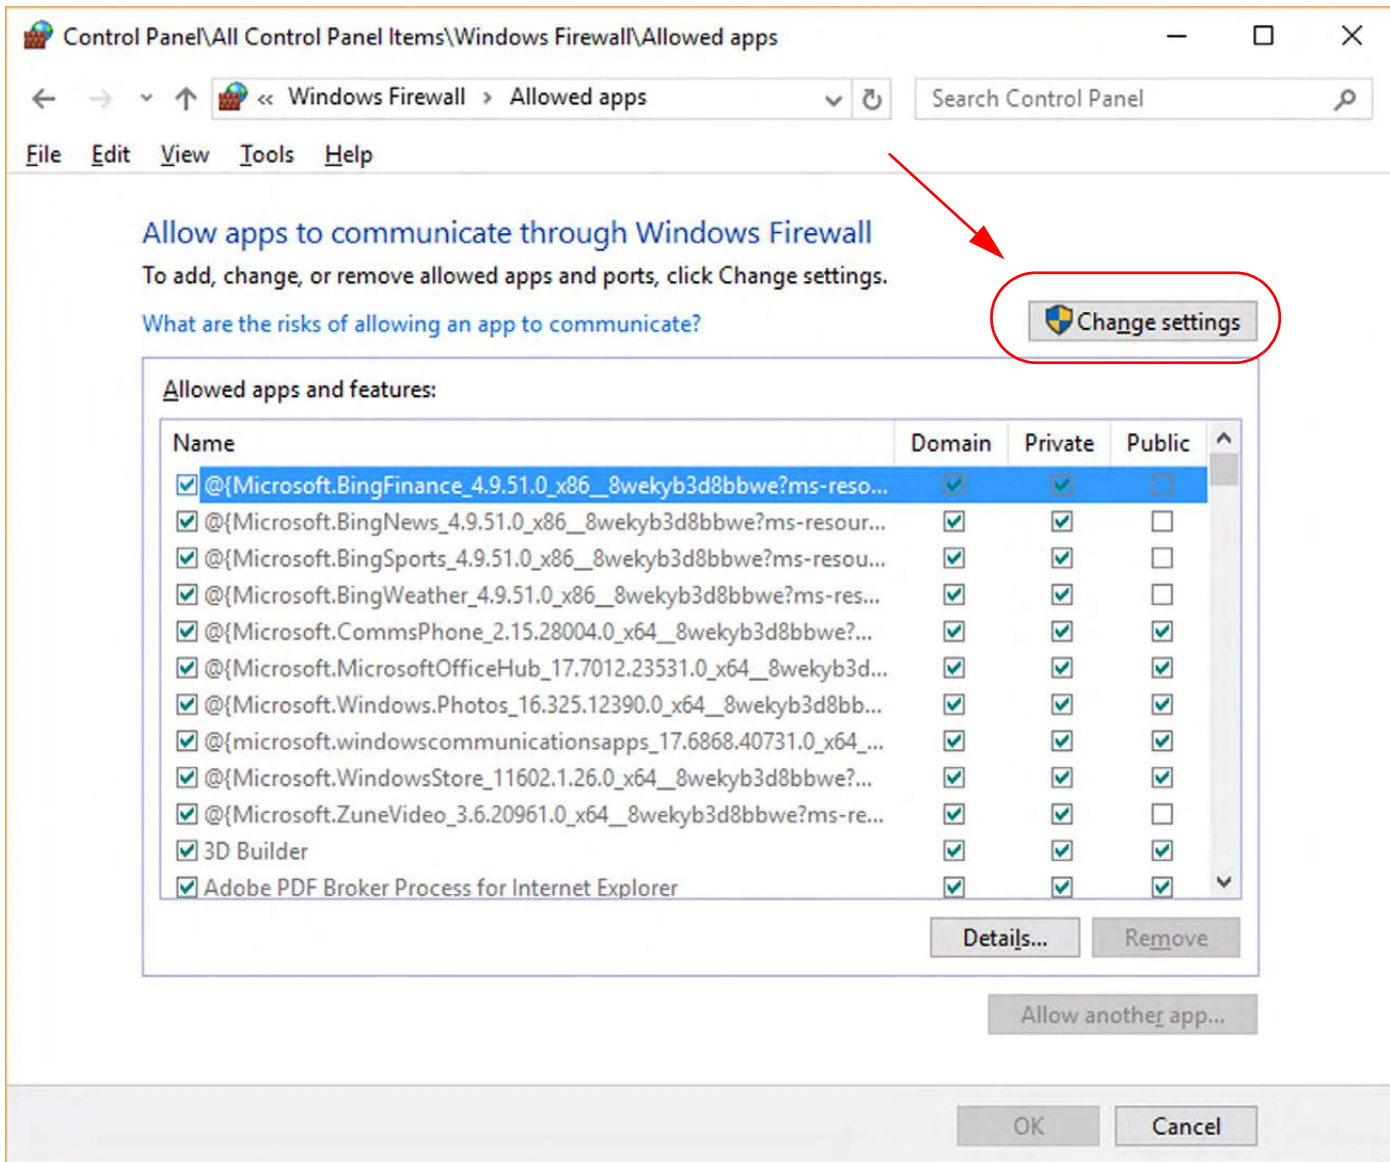 Control Panel\All Control Panel Items\Windows Firewall\Allowed apps
« Windows Firewall > Allowed apps
Search Control Panel
File Edit View Tools Help
Allow apps to communicate through Windows Firewall
To add, change, or remove allowed apps and ports, click Change settings.
What are the risks of allowing an app to communicate?
Change settings
Allowed apps and features:
Name Domain Private Public
@{Microsoft.BingFinance_4.9.51.0_x86__8wekyb3d8bbwe?ms-reso...
@{Microsoft.BingNews_4.9.51.0_x86__8wekyb3d8bbwe?ms-resour...
@{Microsoft.BingSports_4.9.51.0_x86__8wekyb3d8bbwe?ms-resou...
@{Microsoft.BingWeather_4.9.51.0_x86__8wekyb3d8bbwe?ms-res...
@{Microsoft.CommsPhone_2.15.28004.0_x64__8wekyb3d8bbwe?...
@{Microsoft.MicrosoftOfficeHub_17.7012.23531.0_x64__8wekyb3d...
@{Microsoft.Windows.Photos_16.325.12390.0_x64__8wekyb3d8bb...
@{microsoft.windowscommunicationsapps_17.6868.40731.0_x64_...
@{Microsoft.WindowsStore_11602.1.26.0_x64__8wekyb3d8bbwe?...
@{Microsoft.ZuneVideo_3.6.20961.0_x64__8wekyb3d8bbwe?ms-re...
3D Builder
Adobe PDF Broker Process for Internet Explorer
Details... Remove
Allow another app...
OK Cancel